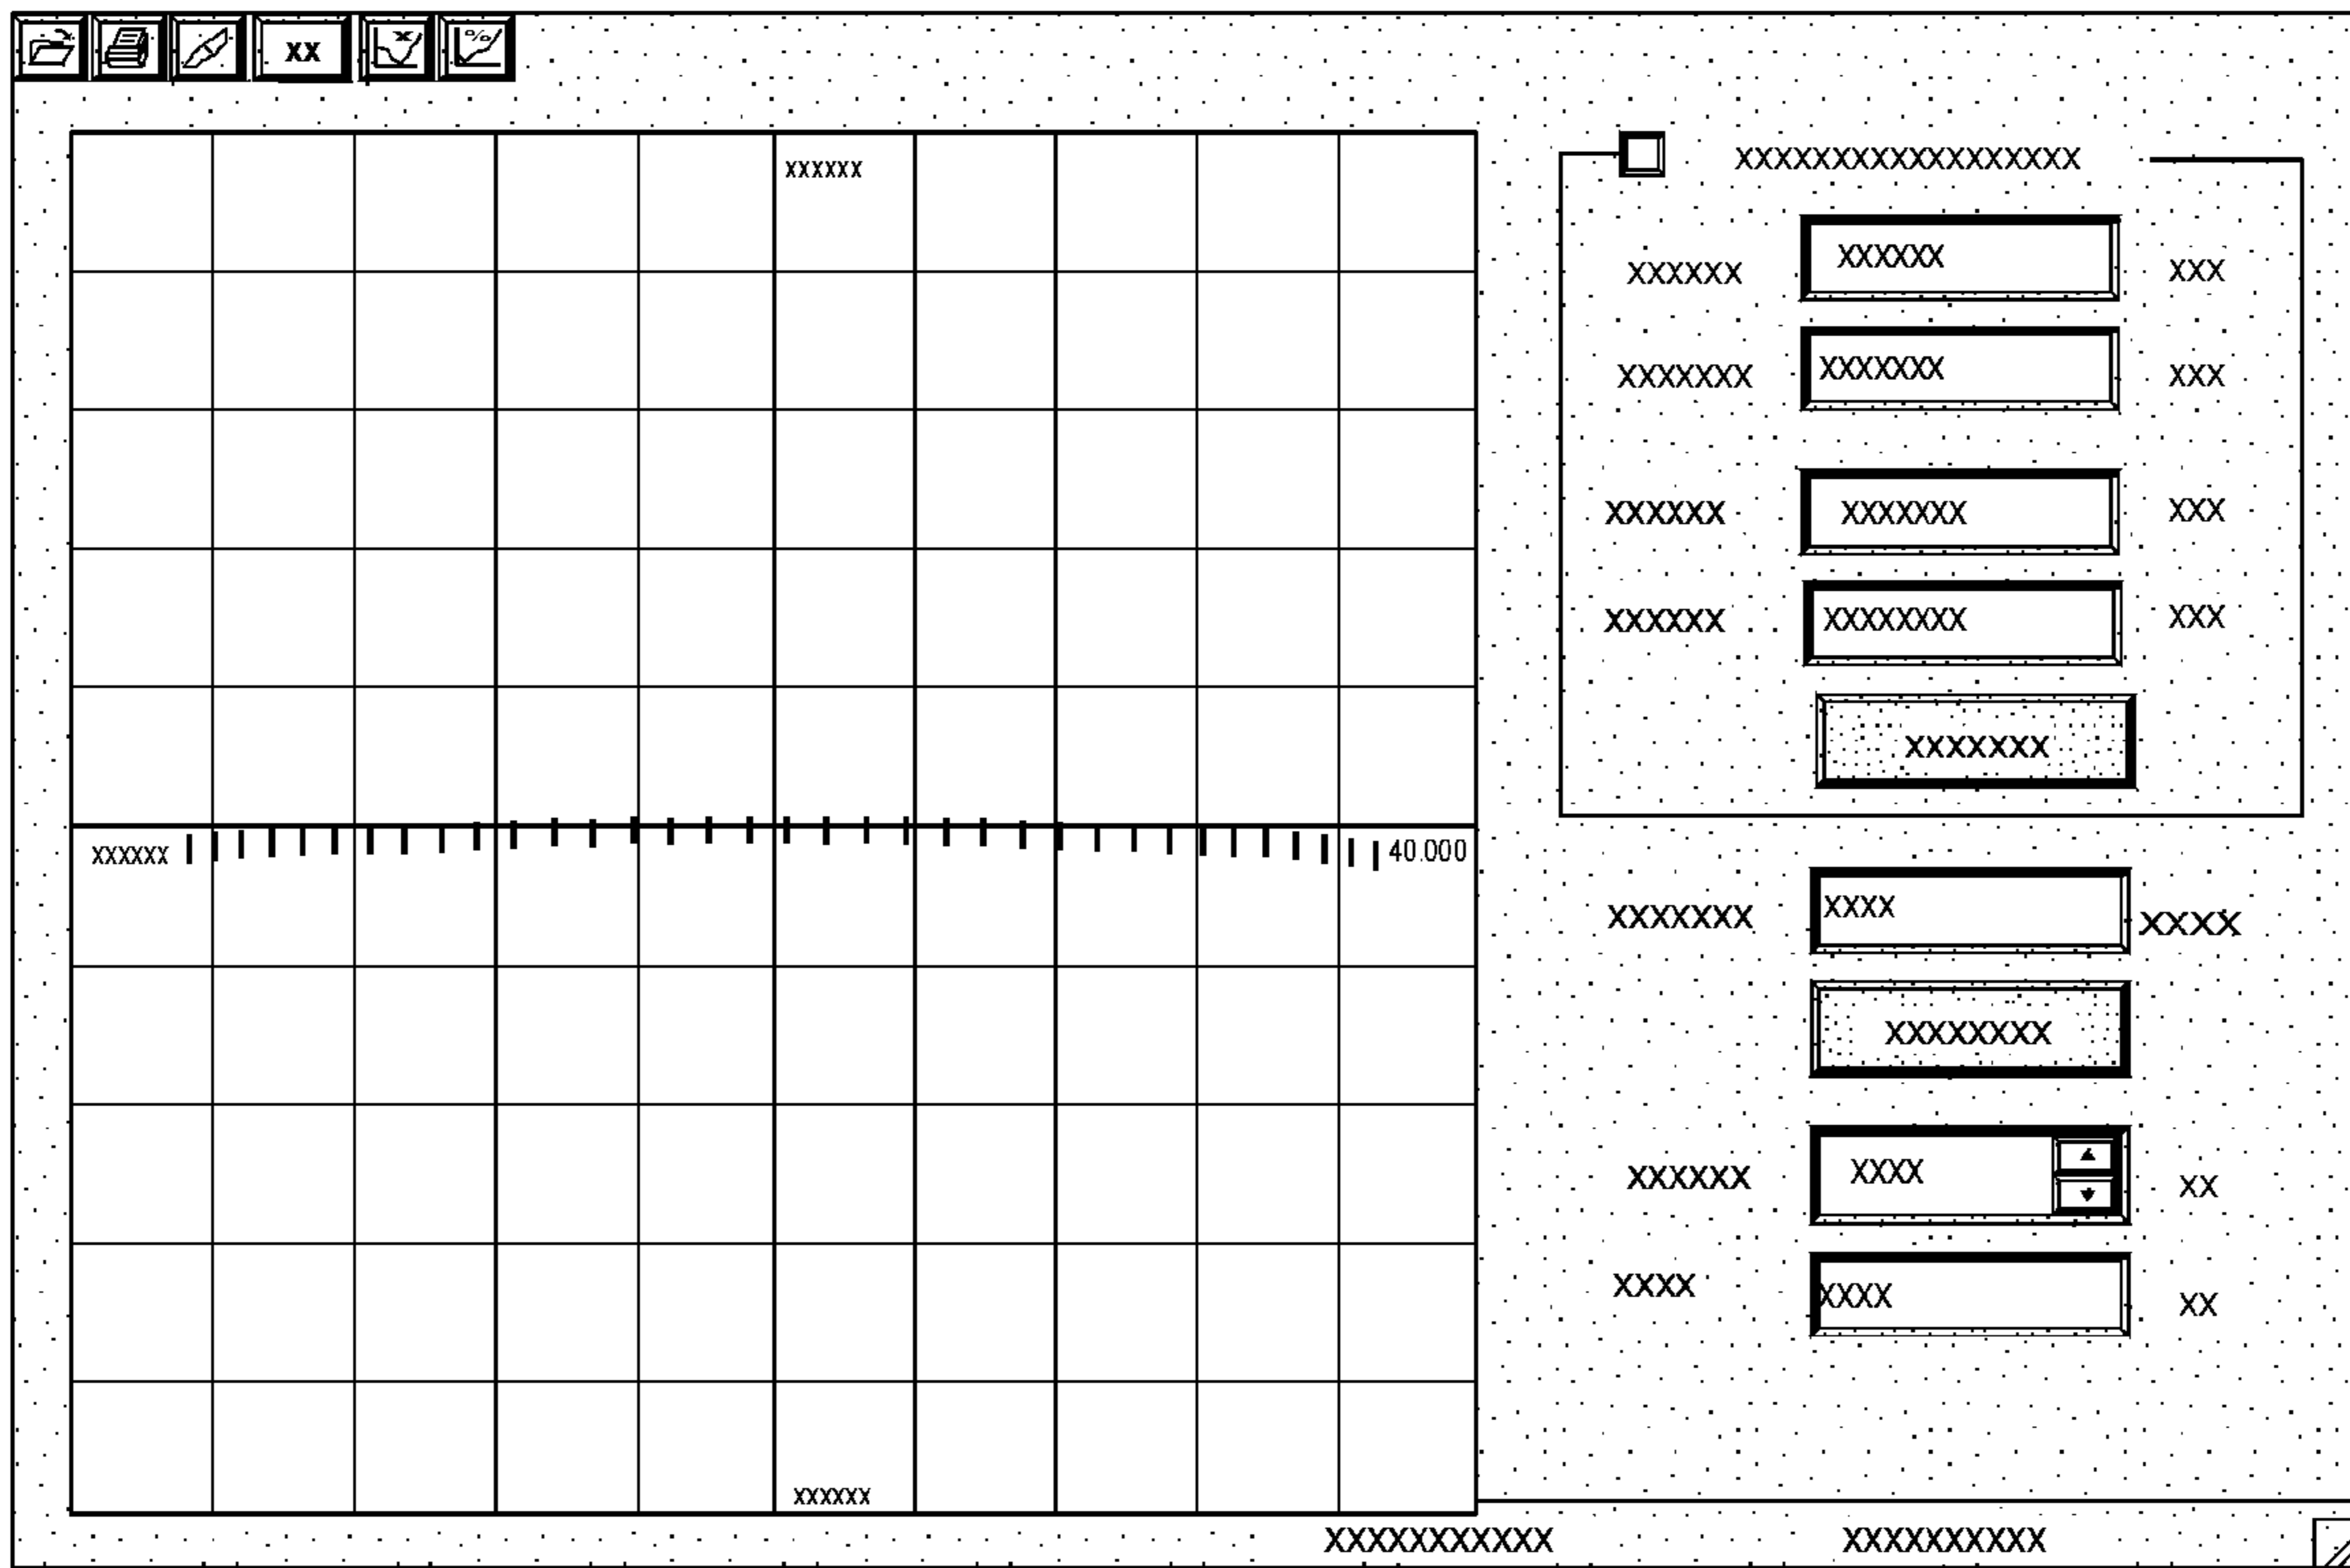 XX
X
%
XXXXXX
XXXXXXXXXXXXXXXXXX
XXXXXX XXXXXX XXX
XXXXXXX XXXXXXX XXX
XXXXXX XXXXXXX XXX
XXXXXX XXXXXXXX XXX
XXXXXXX
XXXXXX 40.000
XXXXXXX XXXX XXXX
XXXXXXXX
XXXXXX XXXX XX
XXXX XXXX XX
XXXXXX
XXXXXXXXXXX XXXXXXXXXX